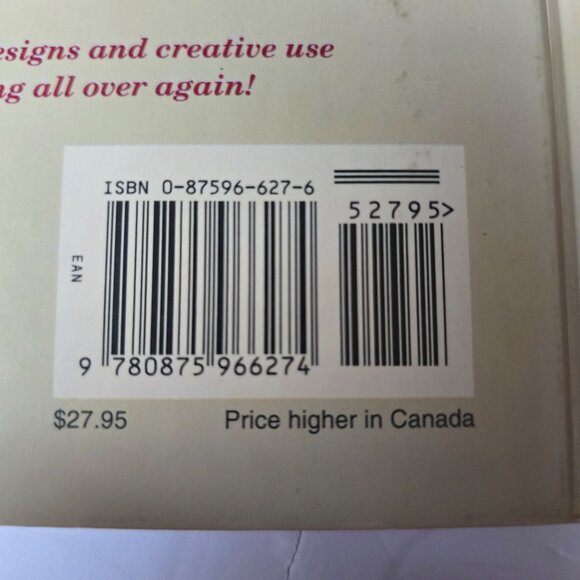 esigns and creative use
ng all over again!
ISBN 0-87596-627-6
52795>
EAN
9 780875 966274
$27.95 Price higher in Canada